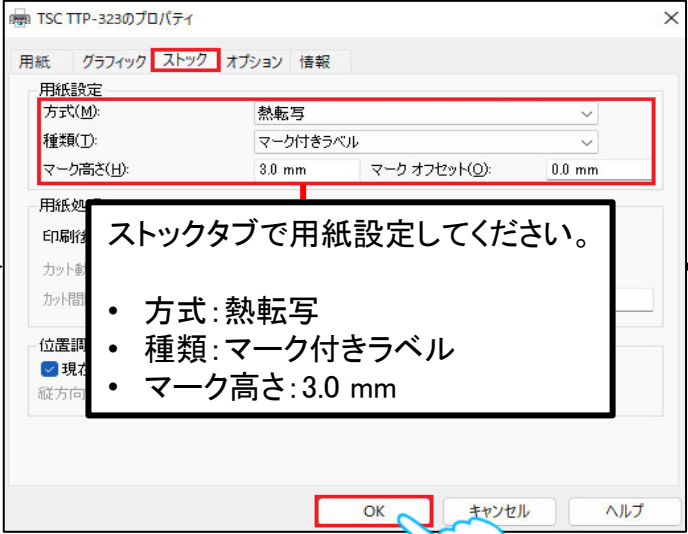 TSC TTP-323のプロパティ
用紙 グラフィック ストック オプション 情報
用紙設定
方式(M): 熱転写
種類(T): マーク付きラベル
マーク高さ(H): 3.0 mm マーク オフセット(O): 0.0 mm
用紙処
印刷後
カット動
カット間
位置調
現在
縦方向
ストックタブで用紙設定してください。
• 方式:熱転写
• 種類:マーク付きラベル
• マーク高さ:3.0 mm
OK キャンセル ヘルプ